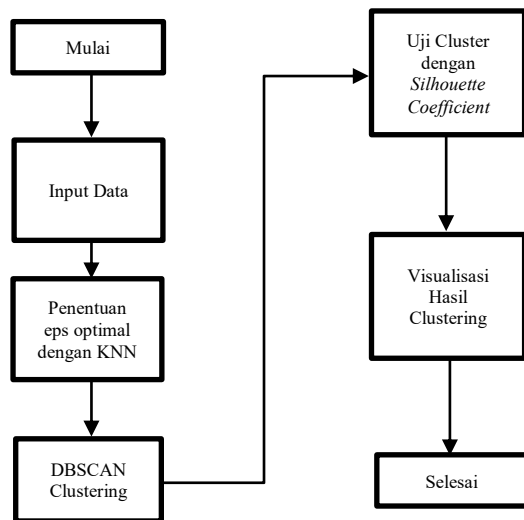 Mulai
Input Data
Penentuan
eps optimal
dengan KNN
DBSCAN
Clustering
Uji Cluster
dengan
Silhouette
Coefficient
Visualisasi
Hasil
Clustering
Selesai